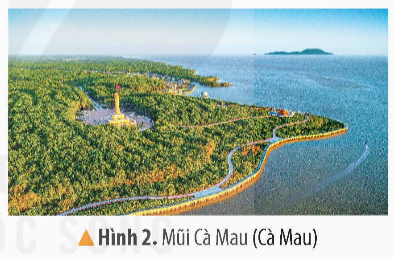 ▲ Hình 2. Mũi Cà Mau (Cà Mau)